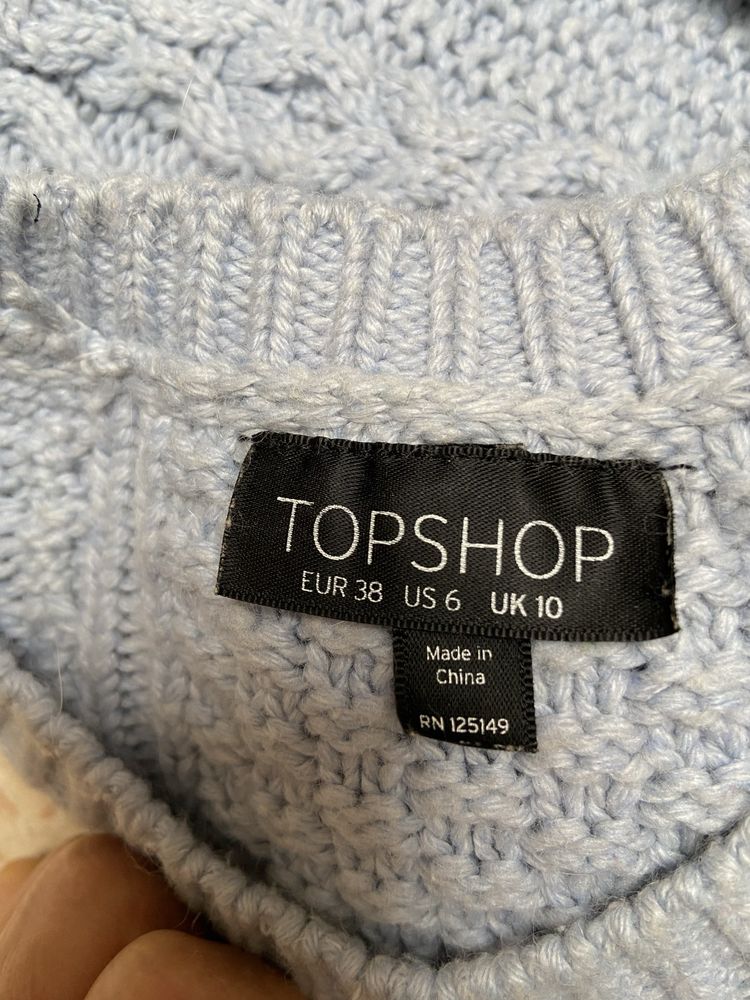 TOPSHOP
EUR 38 US 6 UK 10
Made in
China
RN 125149